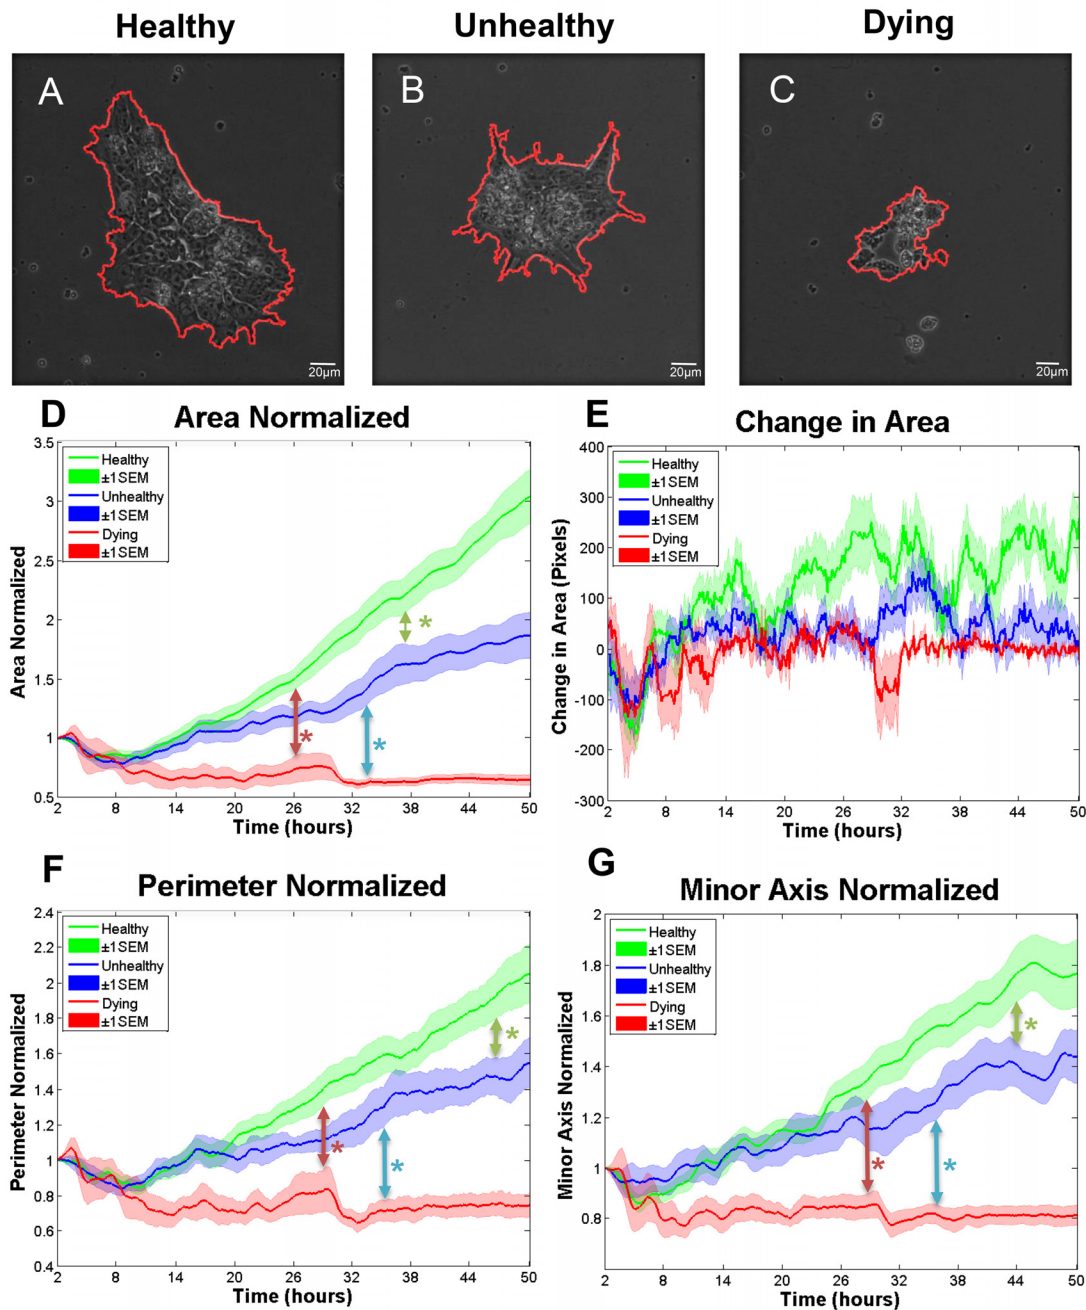 Healthy Unhealthy Dying
A B C
20µm 20µm 20µm
D Area Normalized
3.5
3
2.5
2
1.5
1
0.5
Area Normalized
Healthy
±1SEM
Unhealthy
±1SEM
Dying
±1SEM
*
* *
2 8 14 20 26 32 38 44 50
Time (hours)
E Change in Area
400
300
200
100
0
-100
-200
-300
Change in Area (Pixels)
Healthy
±1SEM
Unhealthy
±1SEM
Dying
±1SEM
2 8 14 20 26 32 38 44 50
Time (hours)
F Perimeter Normalized
2.4
2.2
2
1.8
1.6
1.4
1.2
1
0.8
0.6
0.4
Perimeter Normalized
Healthy
±1SEM
Unhealthy
±1SEM
Dying
±1SEM
*
* *
2 8 14 20 26 32 38 44 50
Time (hours)
G Minor Axis Normalized
2
1.8
1.6
1.4
1.2
1
0.8
Minor Axis Normalized
Healthy
±1SEM
Unhealthy
±1SEM
Dying
±1SEM
*
* *
2 8 14 20 26 32 38 44 50
Time (hours)